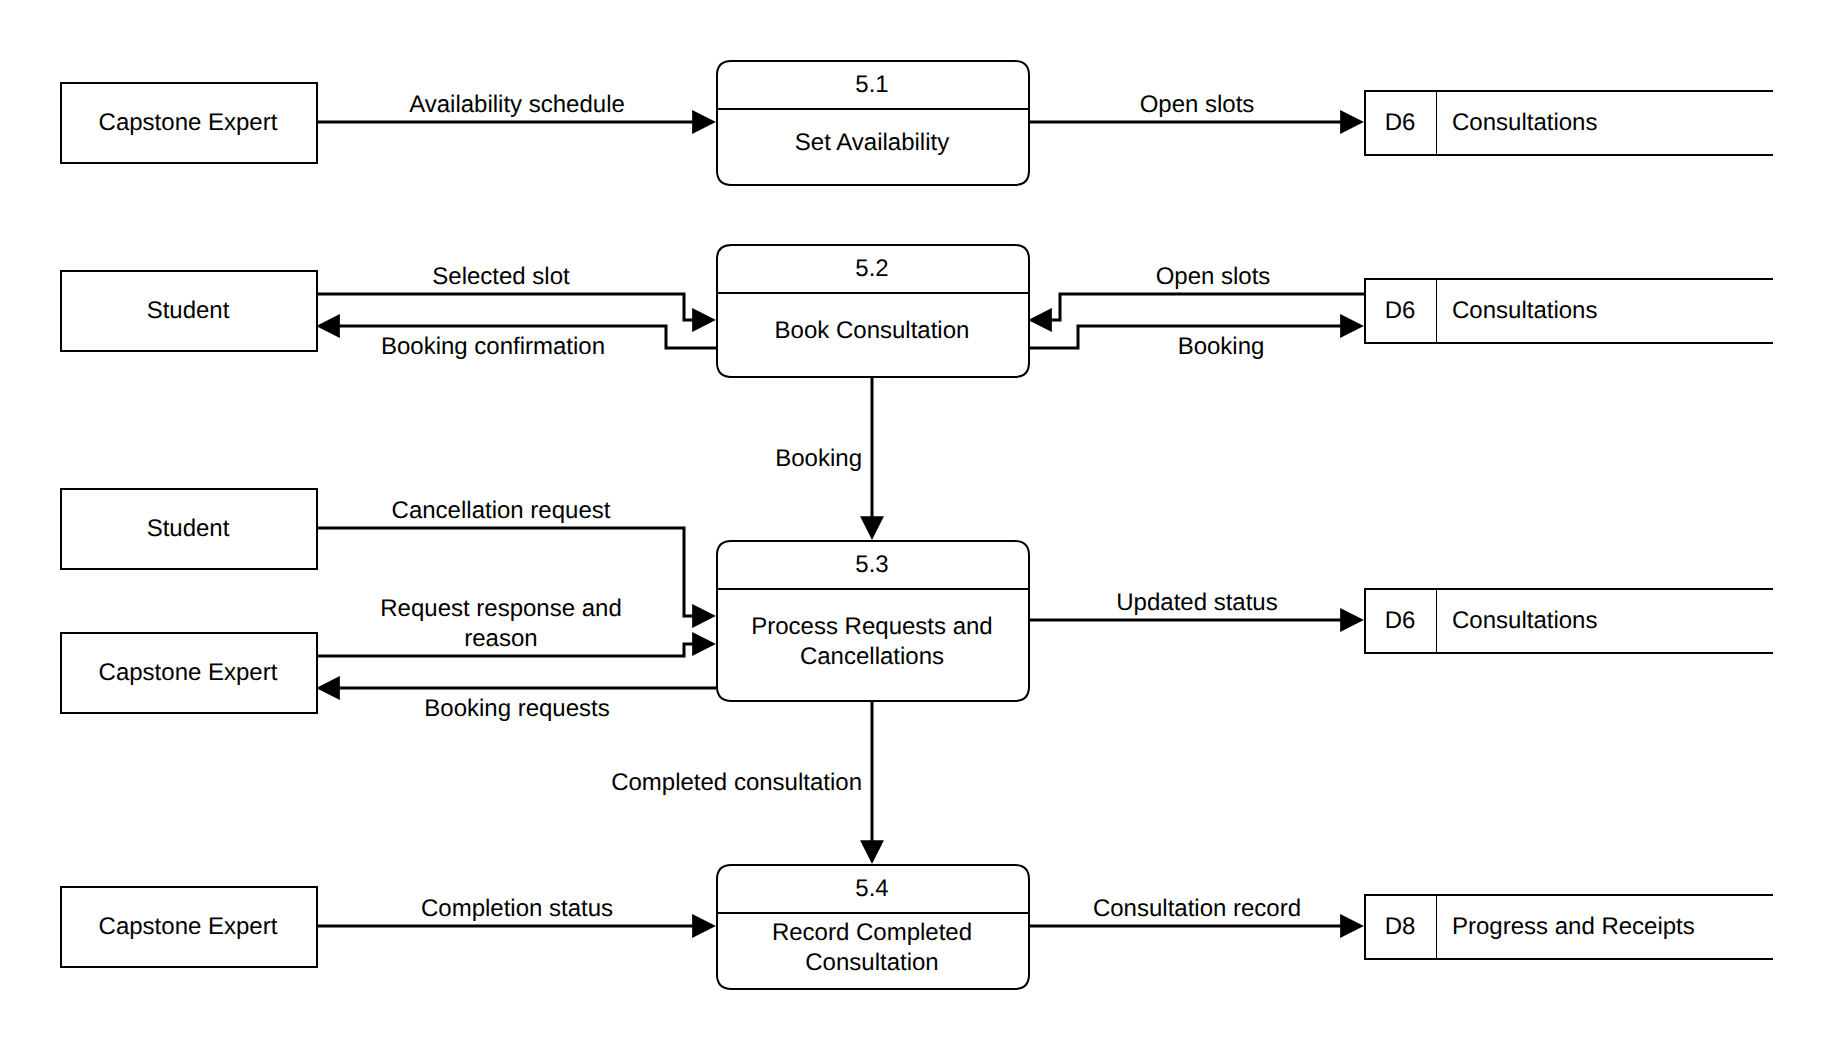 5.1
Capstone Expert
Availability schedule
Set Availability
Open slots
D6
Consultations
5.2
Student
Selected slot
Booking confirmation
Book Consultation
Open slots
Booking
D6
Consultations
Booking
Student
Cancellation request
5.3
Request response and
reason
Capstone Expert
Booking requests
Process Requests and
Cancellations
Updated status
D6
Consultations
Completed consultation
5.4
Capstone Expert
Completion status
Record Completed
Consultation
Consultation record
D8
Progress and Receipts